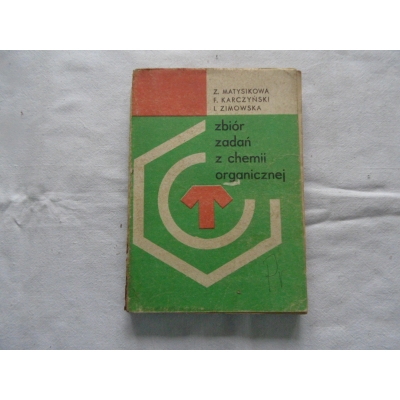 Z. MATYSIKOWA
F. KARCZYŃSKI
I. ZIMOWSKA
zbiór
zadań
z chemii
organicznej